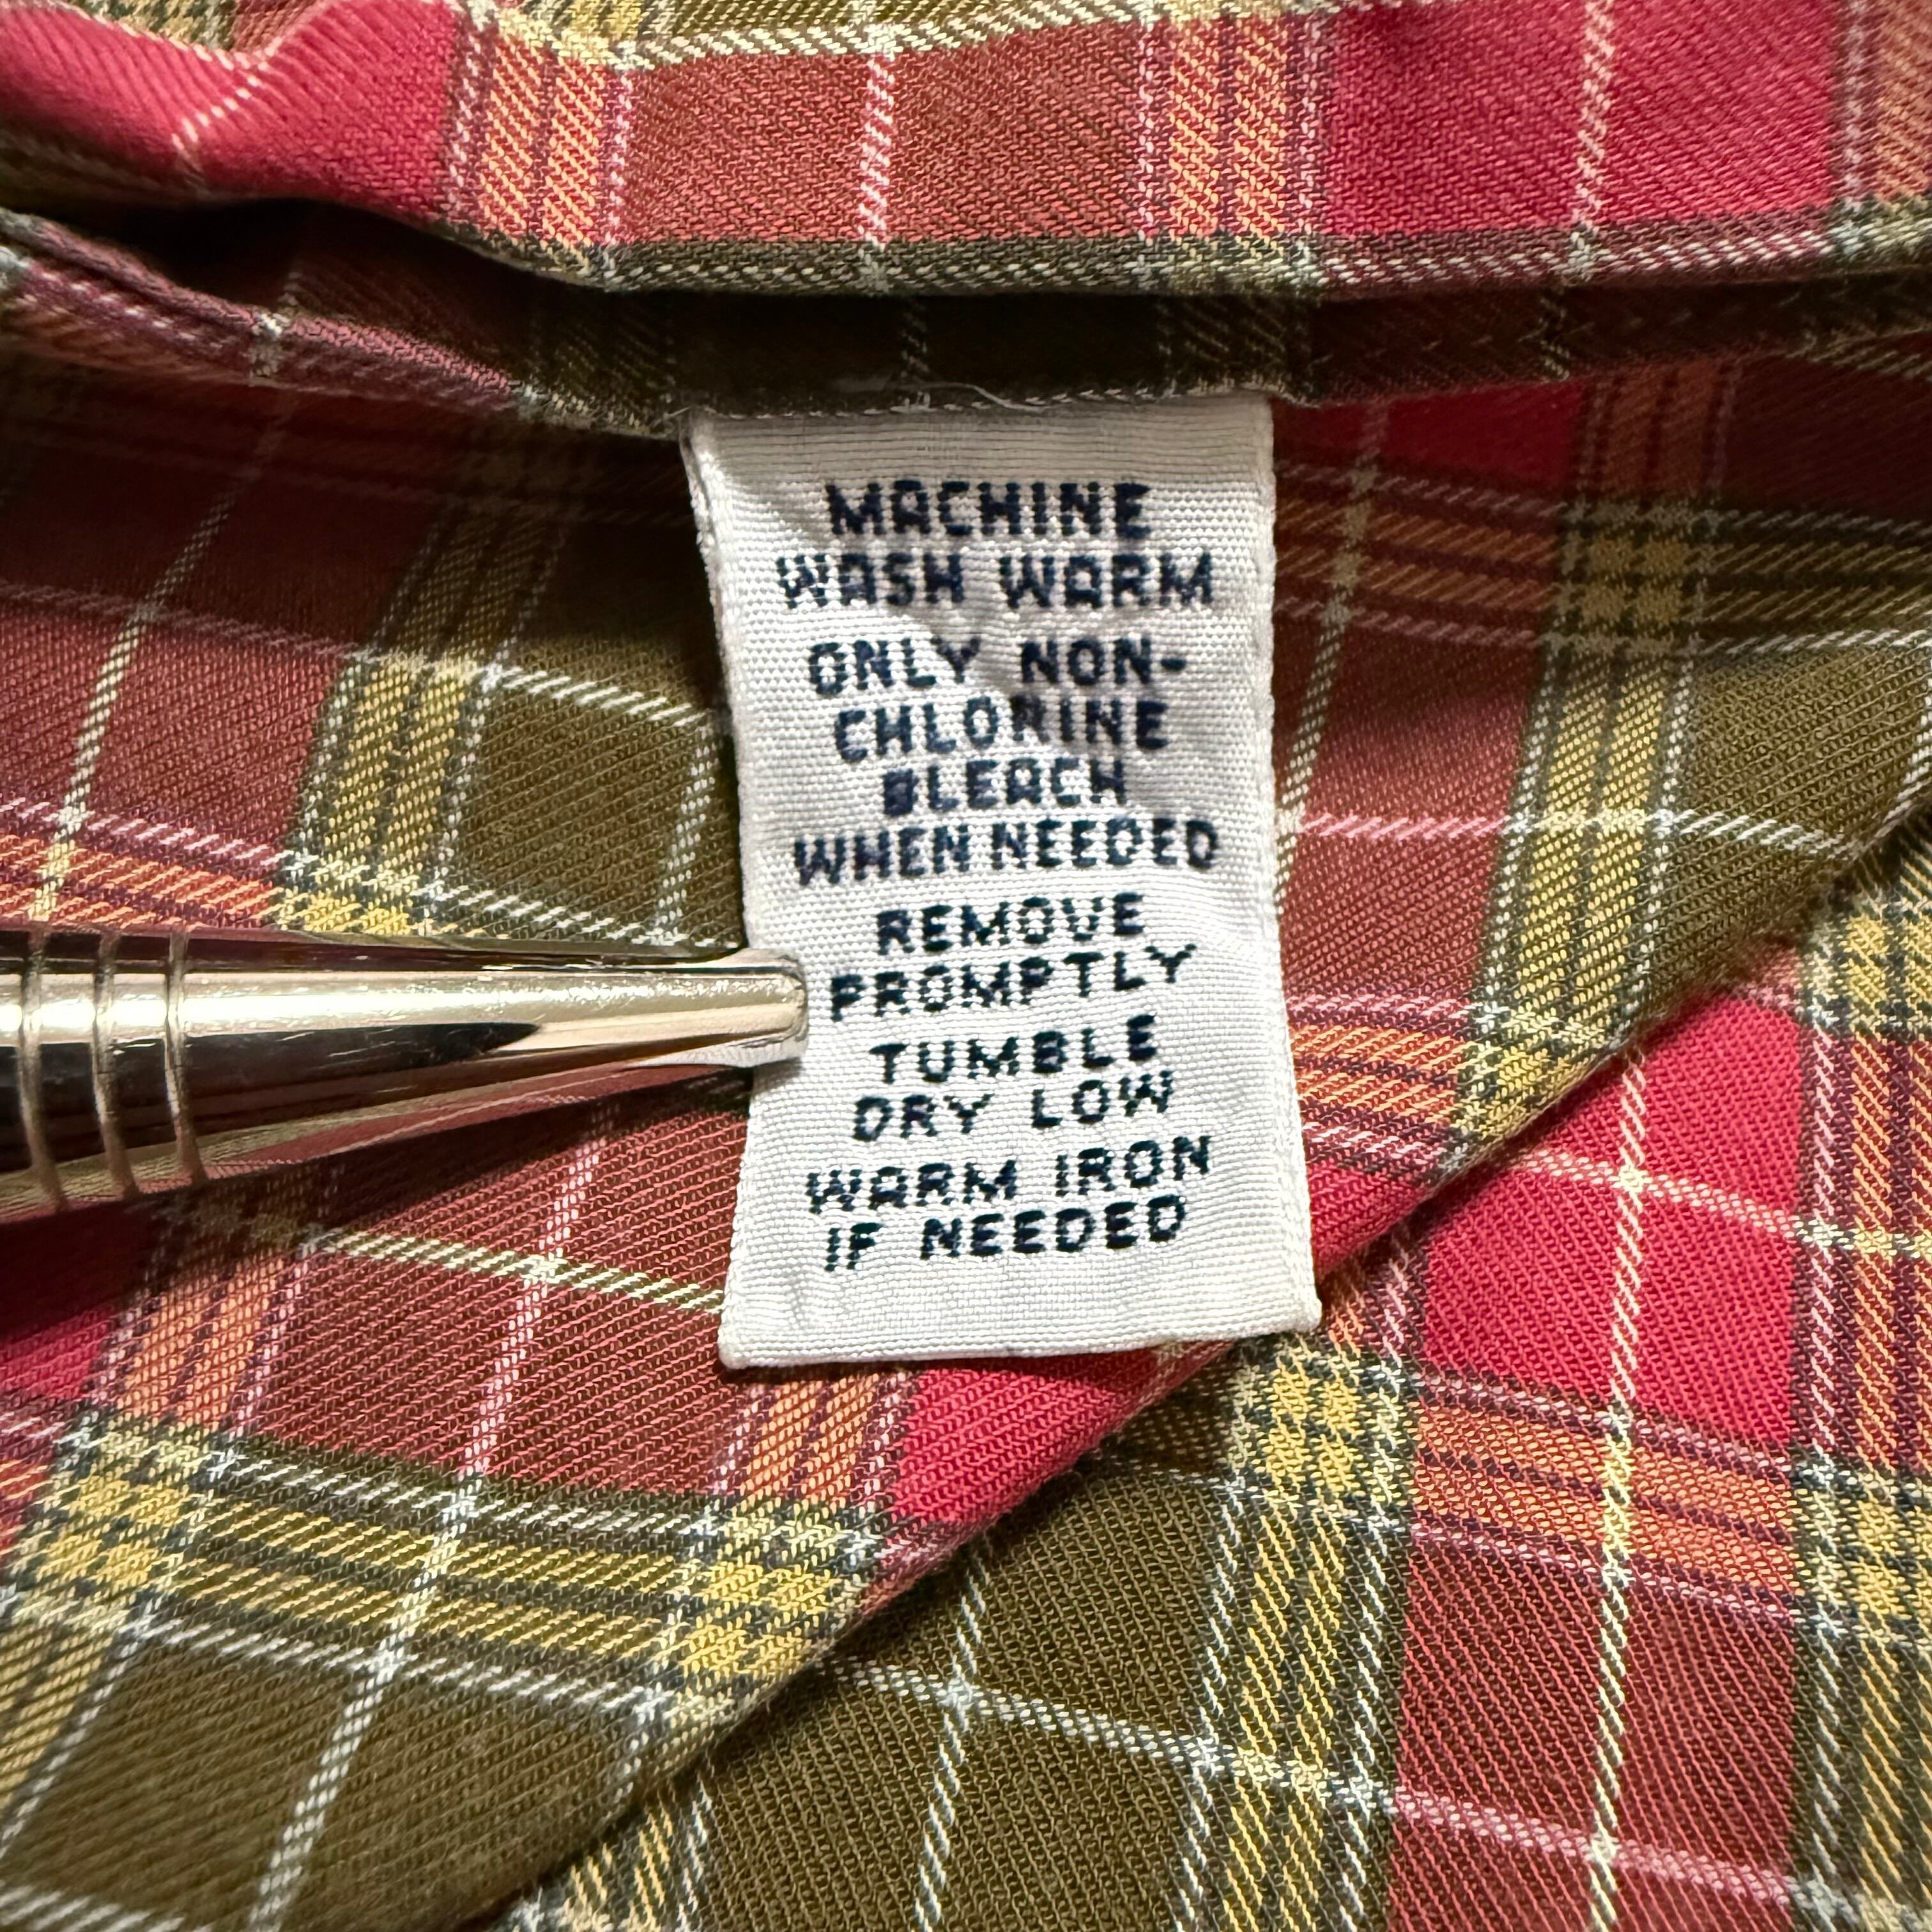 MACHINE
WASH WARM
ONLY NON-
CHLORINE
BLEACH
WHEN NEEDED
REMOVE
PROMPTLY
TUMBLE
DRY LOW
WARM IRON
IF NEEDED